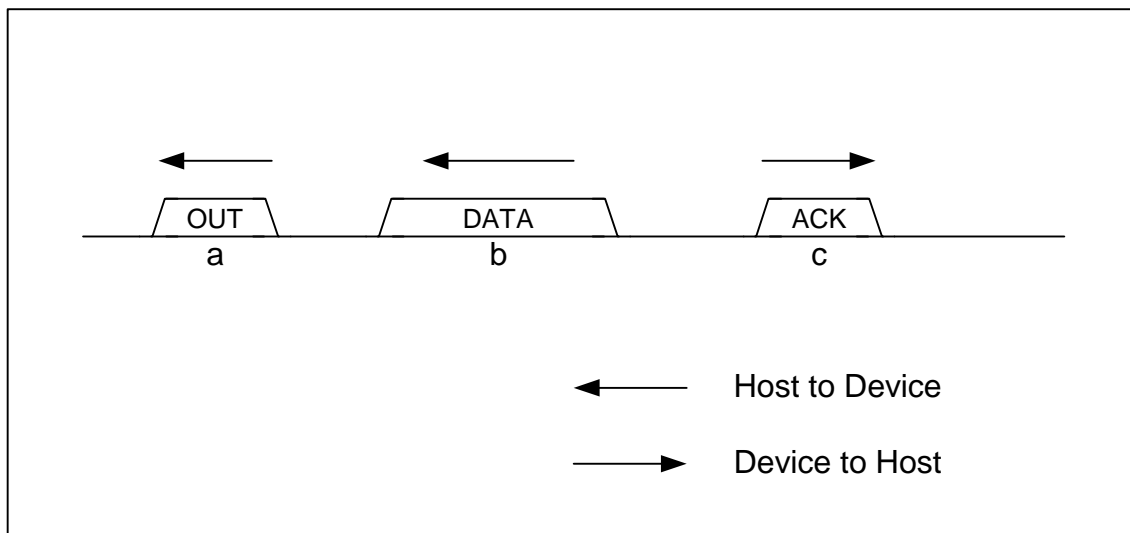 OUT DATA ACK
a b c
Host to Device
Device to Host